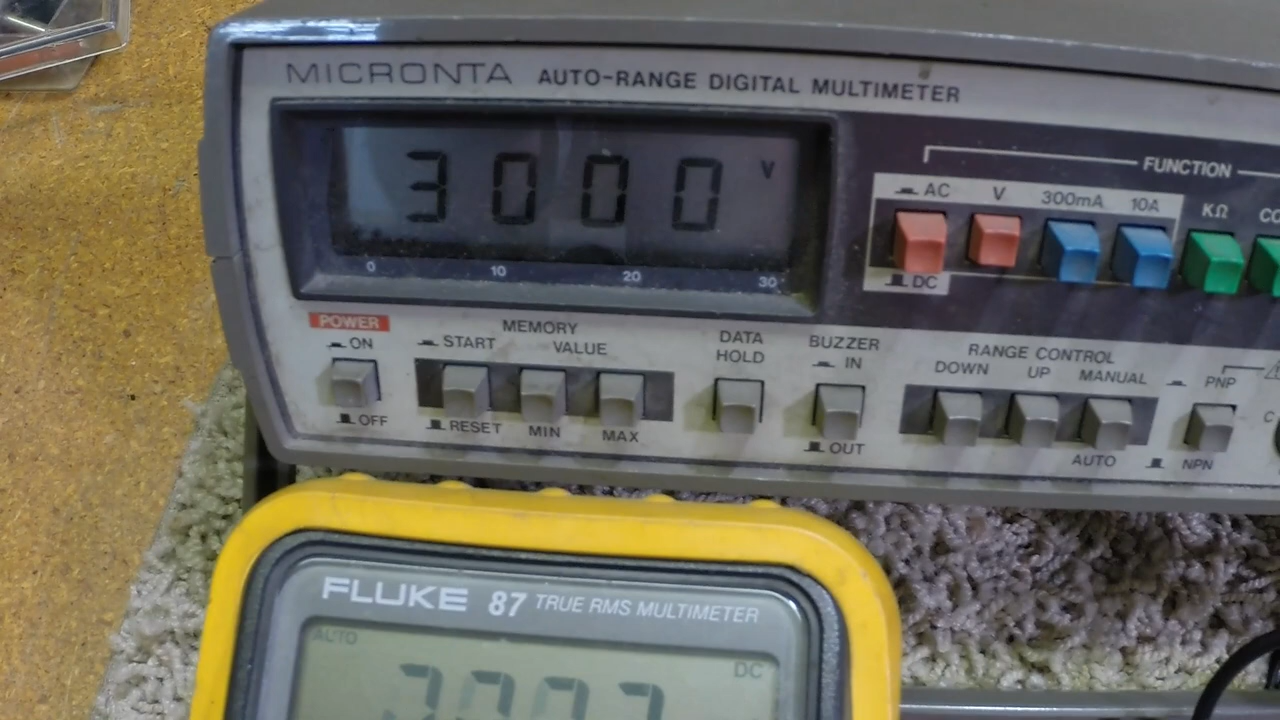 MICRONTA AUTO-RANGE DIGITAL MULTIMETER
3000 V
0 10 20 30
FUNCTION
AC V 300mA 10A KΩ
DC
POWER
ON
OFF
MEMORY
START VALUE
RESET MIN MAX
DATA
HOLD
BUZZER
IN
OUT
RANGE CONTROL
DOWN UP MANUAL
AUTO
PNP
NPN
FLUKE 87 TRUE RMS MULTIMETER
AUTO
DC